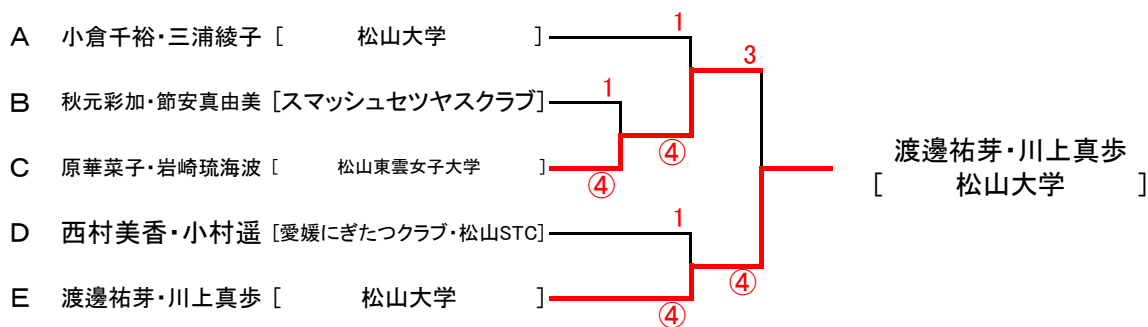 1
A 小倉千裕・三浦綾子 [ 松山大学 ]
3
B 秋元彩加・節安真由美 [スマッシュセツヤスクラブ]
1
④
C 原華菜子・岩崎琉海波 [ 松山東雲女子大学 ]
④
渡邊祐芽・川上真歩
[ 松山大学 ]
1
D 西村美香・小村遥 [愛媛にぎたつクラブ・松山STC]
④
E 渡邊祐芽・川上真歩 [ 松山大学 ]
④